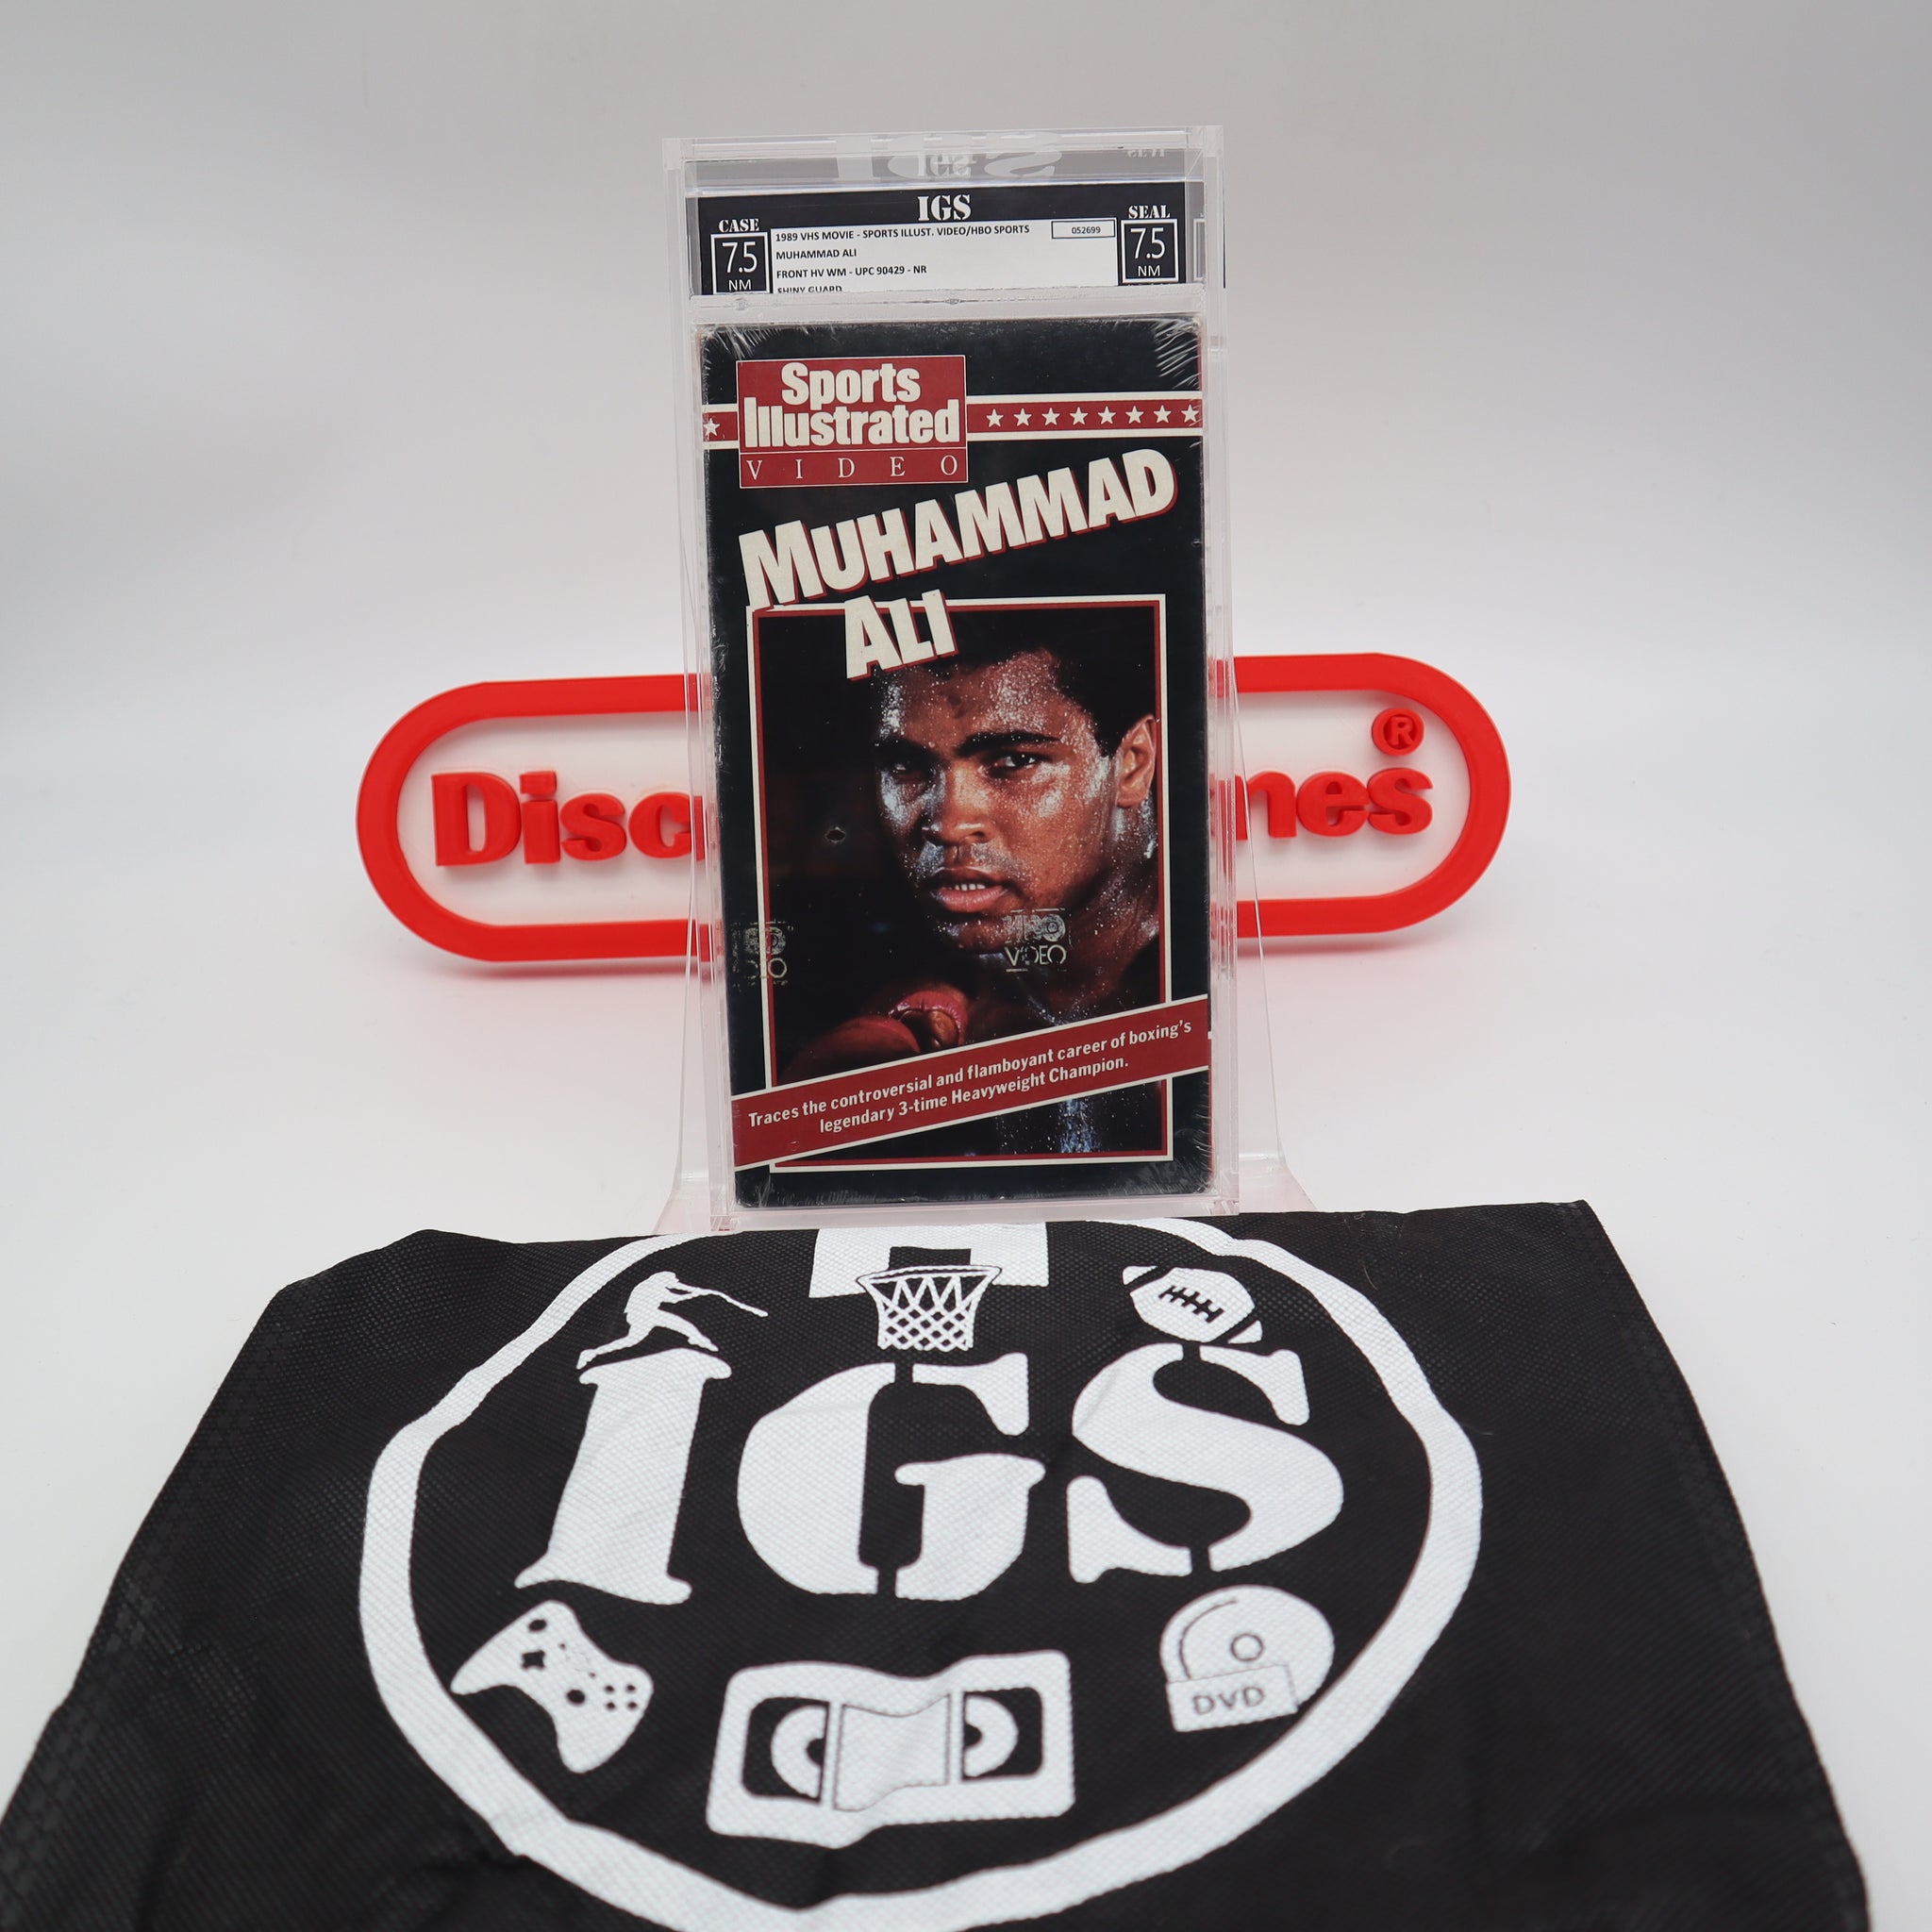 IGS
CASE
7.5
NM
1989 VHS MOVIE - SPORTS ILLUST. VIDEO/HBO SPORTS
052699
MUHAMMAD ALI
FRONT HV WM - UPC 90429 - NR
SHINY GUARD
SEAL
7.5
NM
Sports
Illustrated
VIDEO
MUHAMMAD
ALI
HBO
VIDEO
Traces the controversial and flamboyant career of boxing's
legendary 3-time Heavyweight Champion.
®
IGS
DVD